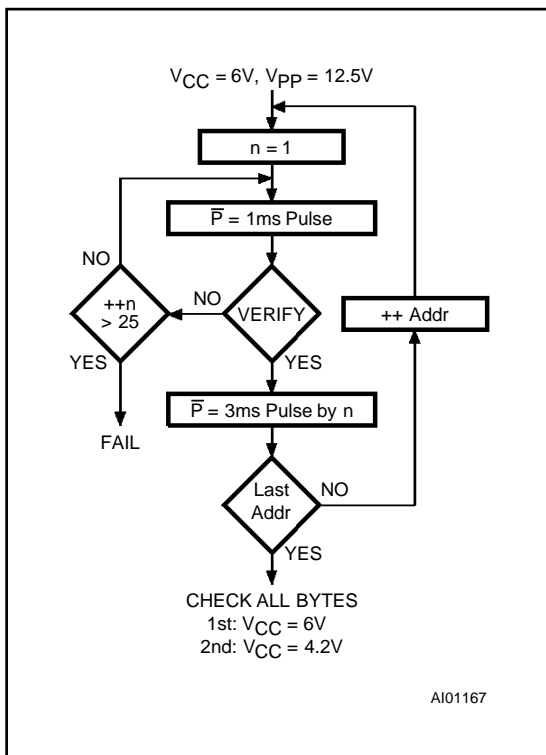 VCC = 6V, VPP = 12.5V
n = 1
P̅ = 1ms Pulse
NO
++n
> 25
NO
VERIFY
++ Addr
YES
YES
P̅ = 3ms Pulse by n
FAIL
Last
Addr
NO
YES
CHECK ALL BYTES
1st: VCC = 6V
2nd: VCC = 4.2V
AI01167